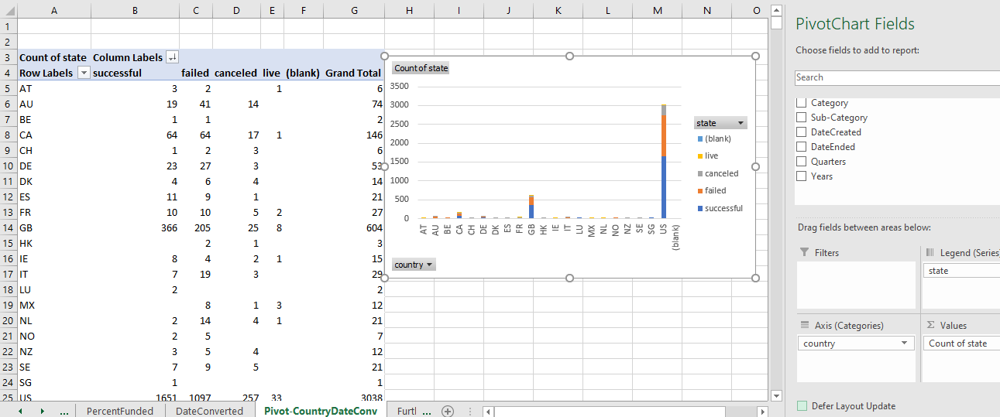 A B C D E F G H I J K L M N O
1
2
3 Count of state Column Labels
4 Row Labels successful failed canceled live (blank) Grand Total
5 AT 3 2 1 6
6 AU 19 41 14 74
7 BE 1 1 2
8 CA 64 64 17 1 146
9 CH 1 2 3 6
10 DE 23 27 3 53
11 DK 4 6 4 14
12 ES 11 9 1 21
13 FR 10 10 5 2 27
14 GB 366 205 25 8 604
15 HK 2 1 3
16 IE 8 4 2 1 15
17 IT 7 19 3 29
18 LU 2 2
19 MX 8 1 3 12
20 NL 2 14 4 1 21
21 NO 2 5 7
22 NZ 3 5 4 12
23 SE 7 9 5 21
24 SG 1 1
25 US 1651 1097 257 33 3038
Count of state
3500
3000
2500
2000
1500
1000
500
0
AT AU BE CA CH DE DK ES FR GB HK IE IT LU MX NL NO NZ SE SG US (blank)
country
state
(blank)
live
canceled
failed
successful
PivotChart Fields
Choose fields to add to report:
Search
Category
Sub-Category
DateCreated
DateEnded
Quarters
Years
Drag fields between areas below:
Filters Legend (Series)
state
Axis (Categories) Σ Values
country Count of state
Defer Layout Update
... PercentFunded DateConverted Pivot-CountryDateConv Furtl ...